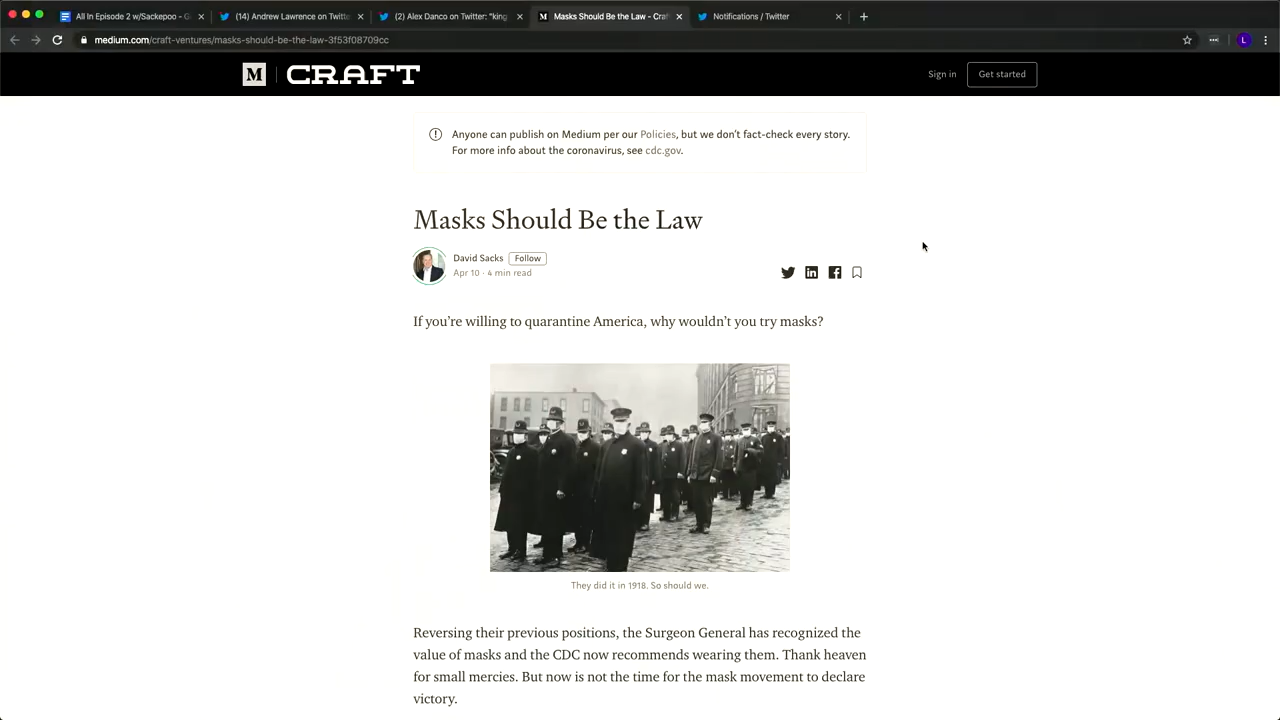 All In Episode 2 w/Sackepoo - G
(14) Andrew Lawrence on Twitte
(2) Alex Danco on Twitter: "king
Masks Should Be the Law - Craf
Notifications / Twitter
medium.com/craft-ventures/masks-should-be-the-law-3f53f08709cc
L
M CRAFT
Sign in
Get started
Anyone can publish on Medium per our Policies, but we don't fact-check every story.
For more info about the coronavirus, see cdc.gov.
Masks Should Be the Law
David Sacks Follow
Apr 10 · 4 min read
If you're willing to quarantine America, why wouldn't you try masks?
They did it in 1918. So should we.
Reversing their previous positions, the Surgeon General has recognized the
value of masks and the CDC now recommends wearing them. Thank heaven
for small mercies. But now is not the time for the mask movement to declare
victory.